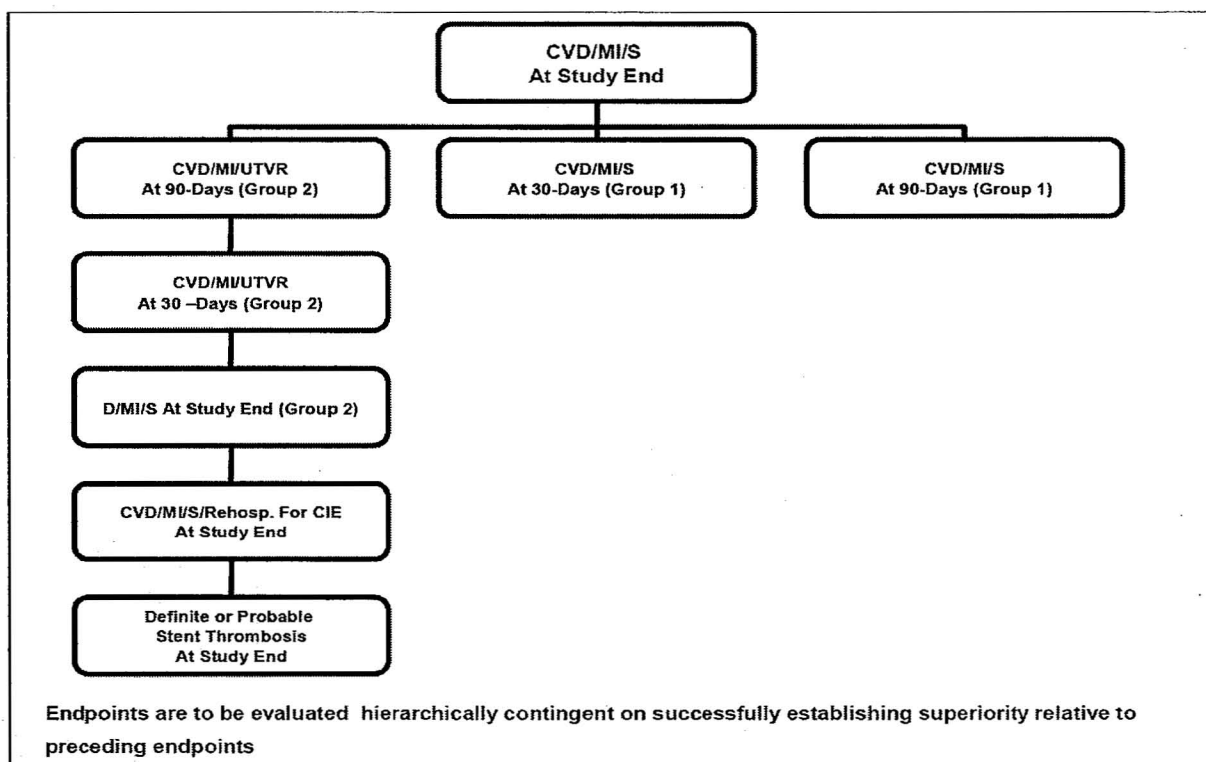 CVD/MI/S
At Study End
CVD/MI/UTVR
At 90-Days (Group 2)
CVD/MI/S
At 30-Days (Group 1)
CVD/MI/S
At 90-Days (Group 1)
CVD/MI/UTVR
At 30 –Days (Group 2)
D/MI/S At Study End (Group 2)
CVD/MI/S/Rehosp. For CIE
At Study End
Definite or Probable
Stent Thrombosis
At Study End
Endpoints are to be evaluated hierarchically contingent on successfully establishing superiority relative to
preceding endpoints